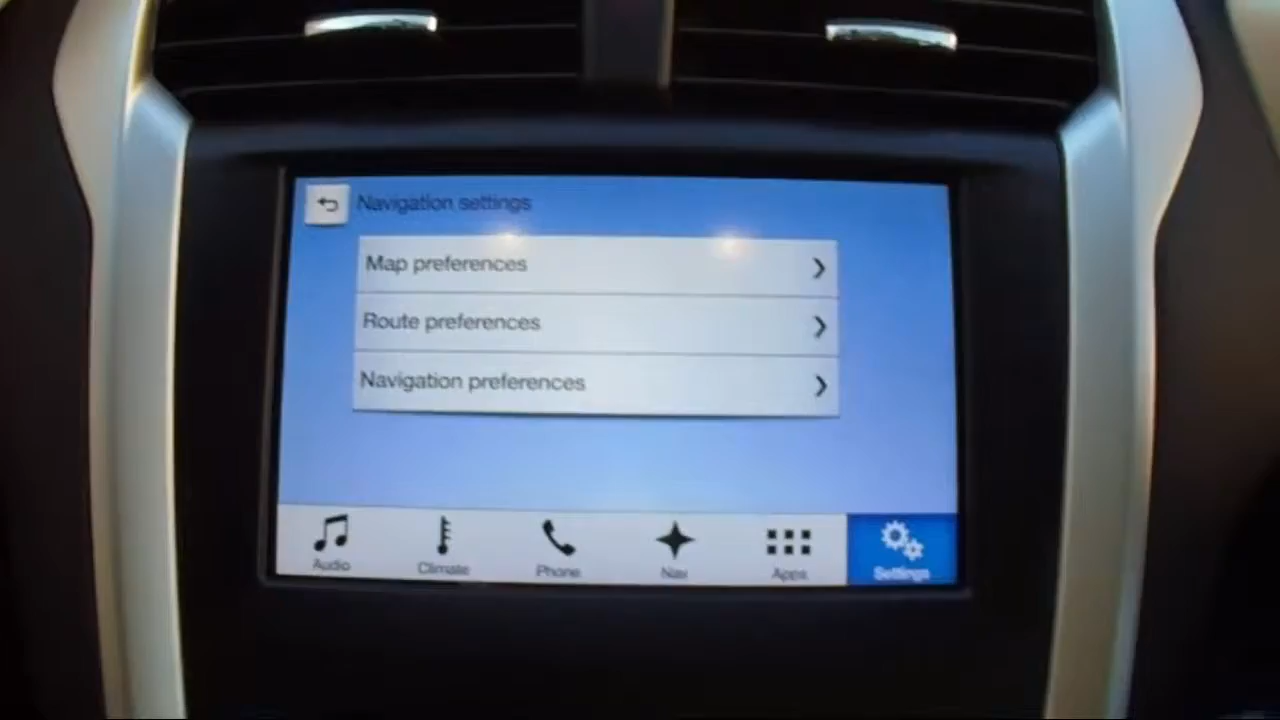 Navigation settings
Map preferences
Route preferences
Navigation preferences
Audio
Climate
Phone
Nav
Apps
Settings